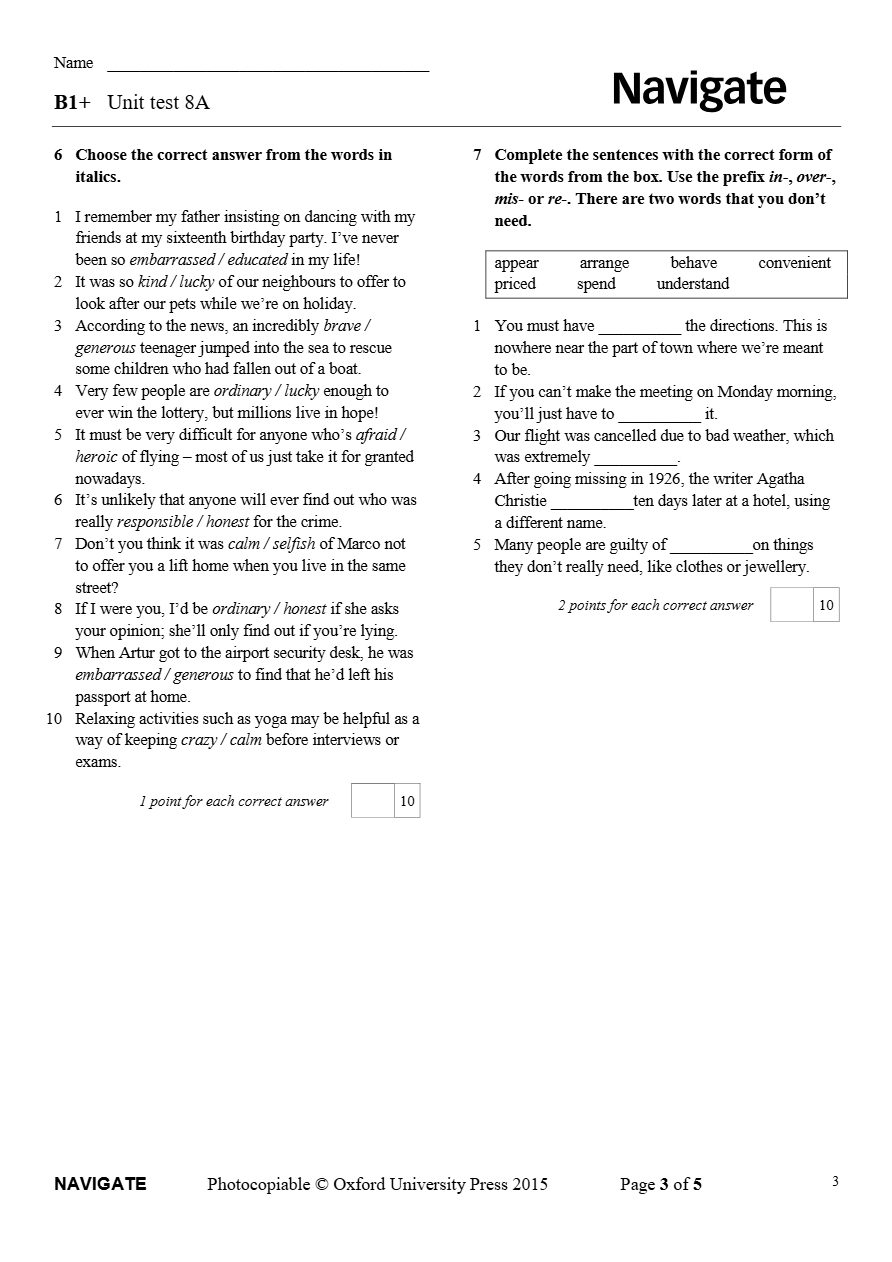 Name ____________________________________
Navigate
B1+ Unit test 8A
6 Choose the correct answer from the words in
italics.
1 I remember my father insisting on dancing with my
friends at my sixteenth birthday party. I’ve never
been so embarrassed / educated in my life!
2 It was so kind / lucky of our neighbours to offer to
look after our pets while we’re on holiday.
3 According to the news, an incredibly brave /
generous teenager jumped into the sea to rescue
some children who had fallen out of a boat.
4 Very few people are ordinary / lucky enough to
ever win the lottery, but millions live in hope!
5 It must be very difficult for anyone who’s afraid /
heroic of flying – most of us just take it for granted
nowadays.
6 It’s unlikely that anyone will ever find out who was
really responsible / honest for the crime.
7 Don’t you think it was calm / selfish of Marco not
to offer you a lift home when you live in the same
street?
8 If I were you, I’d be ordinary / honest if she asks
your opinion; she’ll only find out if you’re lying.
9 When Artur got to the airport security desk, he was
embarrassed / generous to find that he’d left his
passport at home.
10 Relaxing activities such as yoga may be helpful as a
way of keeping crazy / calm before interviews or
exams.
1 point for each correct answer 10
7 Complete the sentences with the correct form of
the words from the box. Use the prefix in-, over-,
mis- or re-. There are two words that you don’t
need.
appear arrange behave convenient
priced spend understand
1 You must have __________ the directions. This is
nowhere near the part of town where we’re meant
to be.
2 If you can’t make the meeting on Monday morning,
you’ll just have to __________ it.
3 Our flight was cancelled due to bad weather, which
was extremely __________.
4 After going missing in 1926, the writer Agatha
Christie __________ten days later at a hotel, using
a different name.
5 Many people are guilty of __________on things
they don’t really need, like clothes or jewellery.
2 points for each correct answer 10
NAVIGATE Photocopiable © Oxford University Press 2015 Page 3 of 5 3